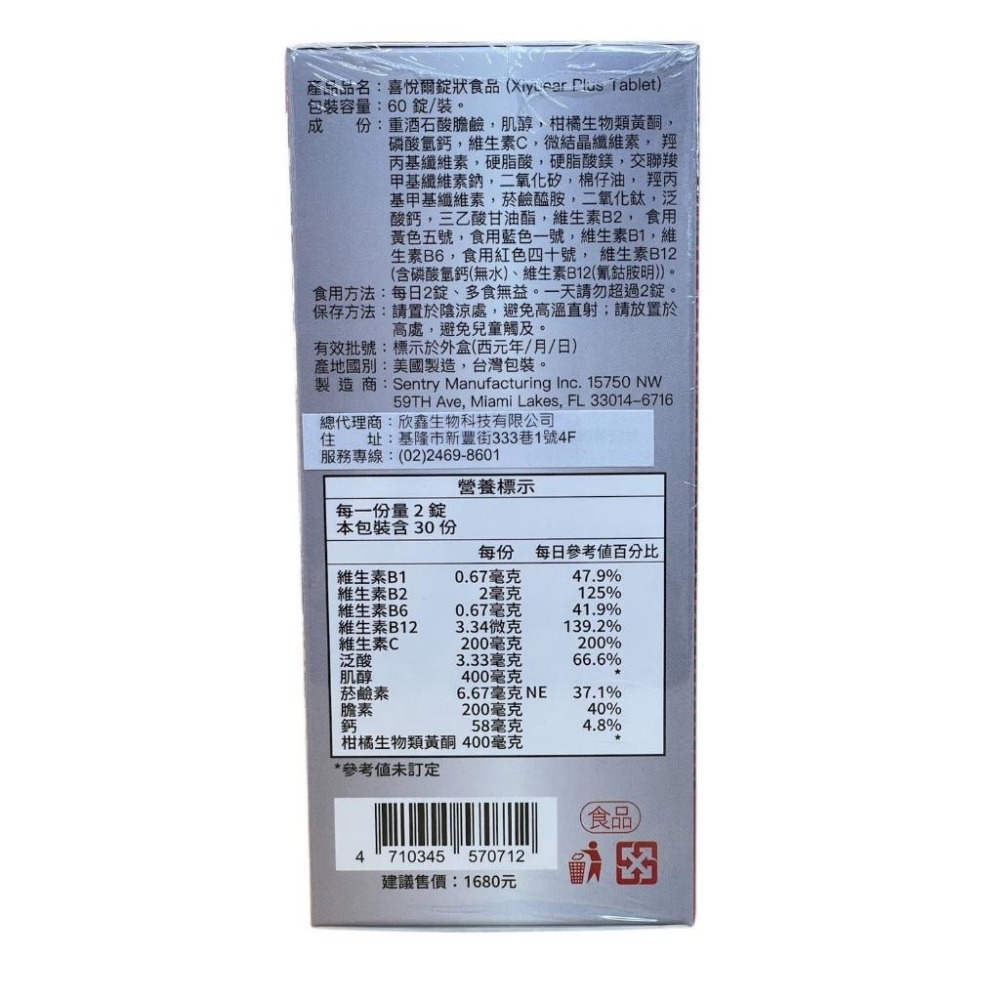 產品品名：喜悅爾錠狀食品 (Xiyuear Plus Tablet)
包裝容量：60 錠/裝。
成　　份：重酒石酸膽鹼，肌醇，柑橘生物類黃酮，
磷酸氫鈣，維生素C，微結晶纖維素， 羥
丙基纖維素，硬脂酸，硬脂酸鎂，交聯羧
甲基纖維素鈉，二氧化矽，棉仔油， 羥丙
基甲基纖維素，菸鹼醯胺，二氧化鈦，泛
酸鈣，三乙酸甘油酯，維生素B2， 食用
黃色五號，食用藍色一號，維生素B1，維
生素B6，食用紅色四十號， 維生素B12
(含磷酸氫鈣(無水)、維生素B12(氰鈷胺明))。
食用方法：每日2錠、多食無益。一天請勿超過2錠。
保存方法：請置於陰涼處，避免高溫直射；請放置於
高處，避免兒童觸及。
有效批號：標示於外盒(西元年/月/日)
產地國別：美國製造，台灣包裝。
製 造 商：Sentry Manufacturing Inc. 15750 NW
59TH Ave, Miami Lakes, FL 33014-6716
總代理商：欣鑫生物科技有限公司
住　　址：基隆市新豐街333巷1號4F
服務專線：(02)2469-8601
營養標示
每一份量 2 錠
本包裝含 30 份
每份 每日參考值百分比
維生素B1 0.67毫克 47.9%
維生素B2 2毫克 125%
維生素B6 0.67毫克 41.9%
維生素B12 3.34微克 139.2%
維生素C 200毫克 200%
泛酸 3.33毫克 66.6%
肌醇 400毫克 *
菸鹼素 6.67毫克 NE 37.1%
膽素 200毫克 40%
鈣 58毫克 4.8%
柑橘生物類黃酮 400毫克 *
*參考值未訂定
食品
4 710345 570712
建議售價：1680元